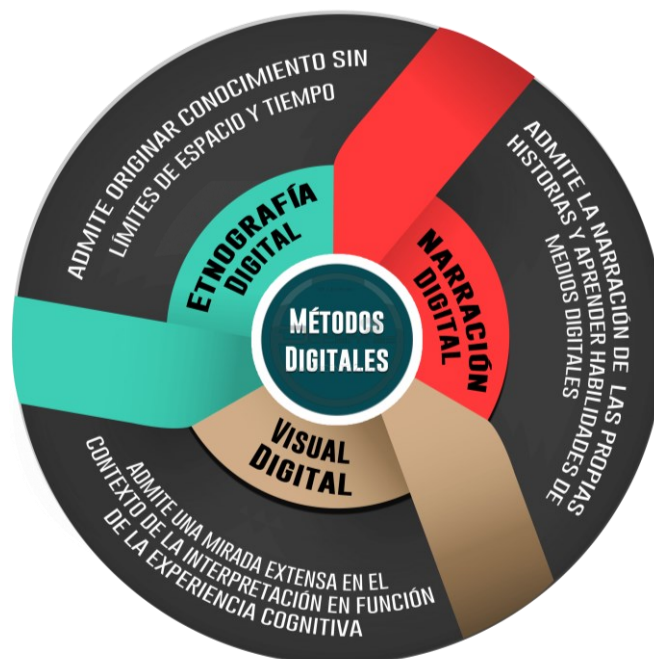 MÉTODOS
DIGITALES
ETNOGRAFÍA
DIGITAL
ADMITE ORIGINAR CONOCIMIENTO SIN
LÍMITES DE ESPACIO Y TIEMPO
NARRACIÓN
DIGITAL
ADMITE LA NARRACIÓN DE LAS PROPIAS
HISTORIAS Y APRENDER HABILIDADES DE
MEDIOS DIGITALES
VISUAL
DIGITAL
ADMITE UNA MIRADA EXTENSA EN EL
CONTEXTO DE LA INTERPRETACIÓN EN FUNCIÓN
DE LA EXPERIENCIA COGNITIVA